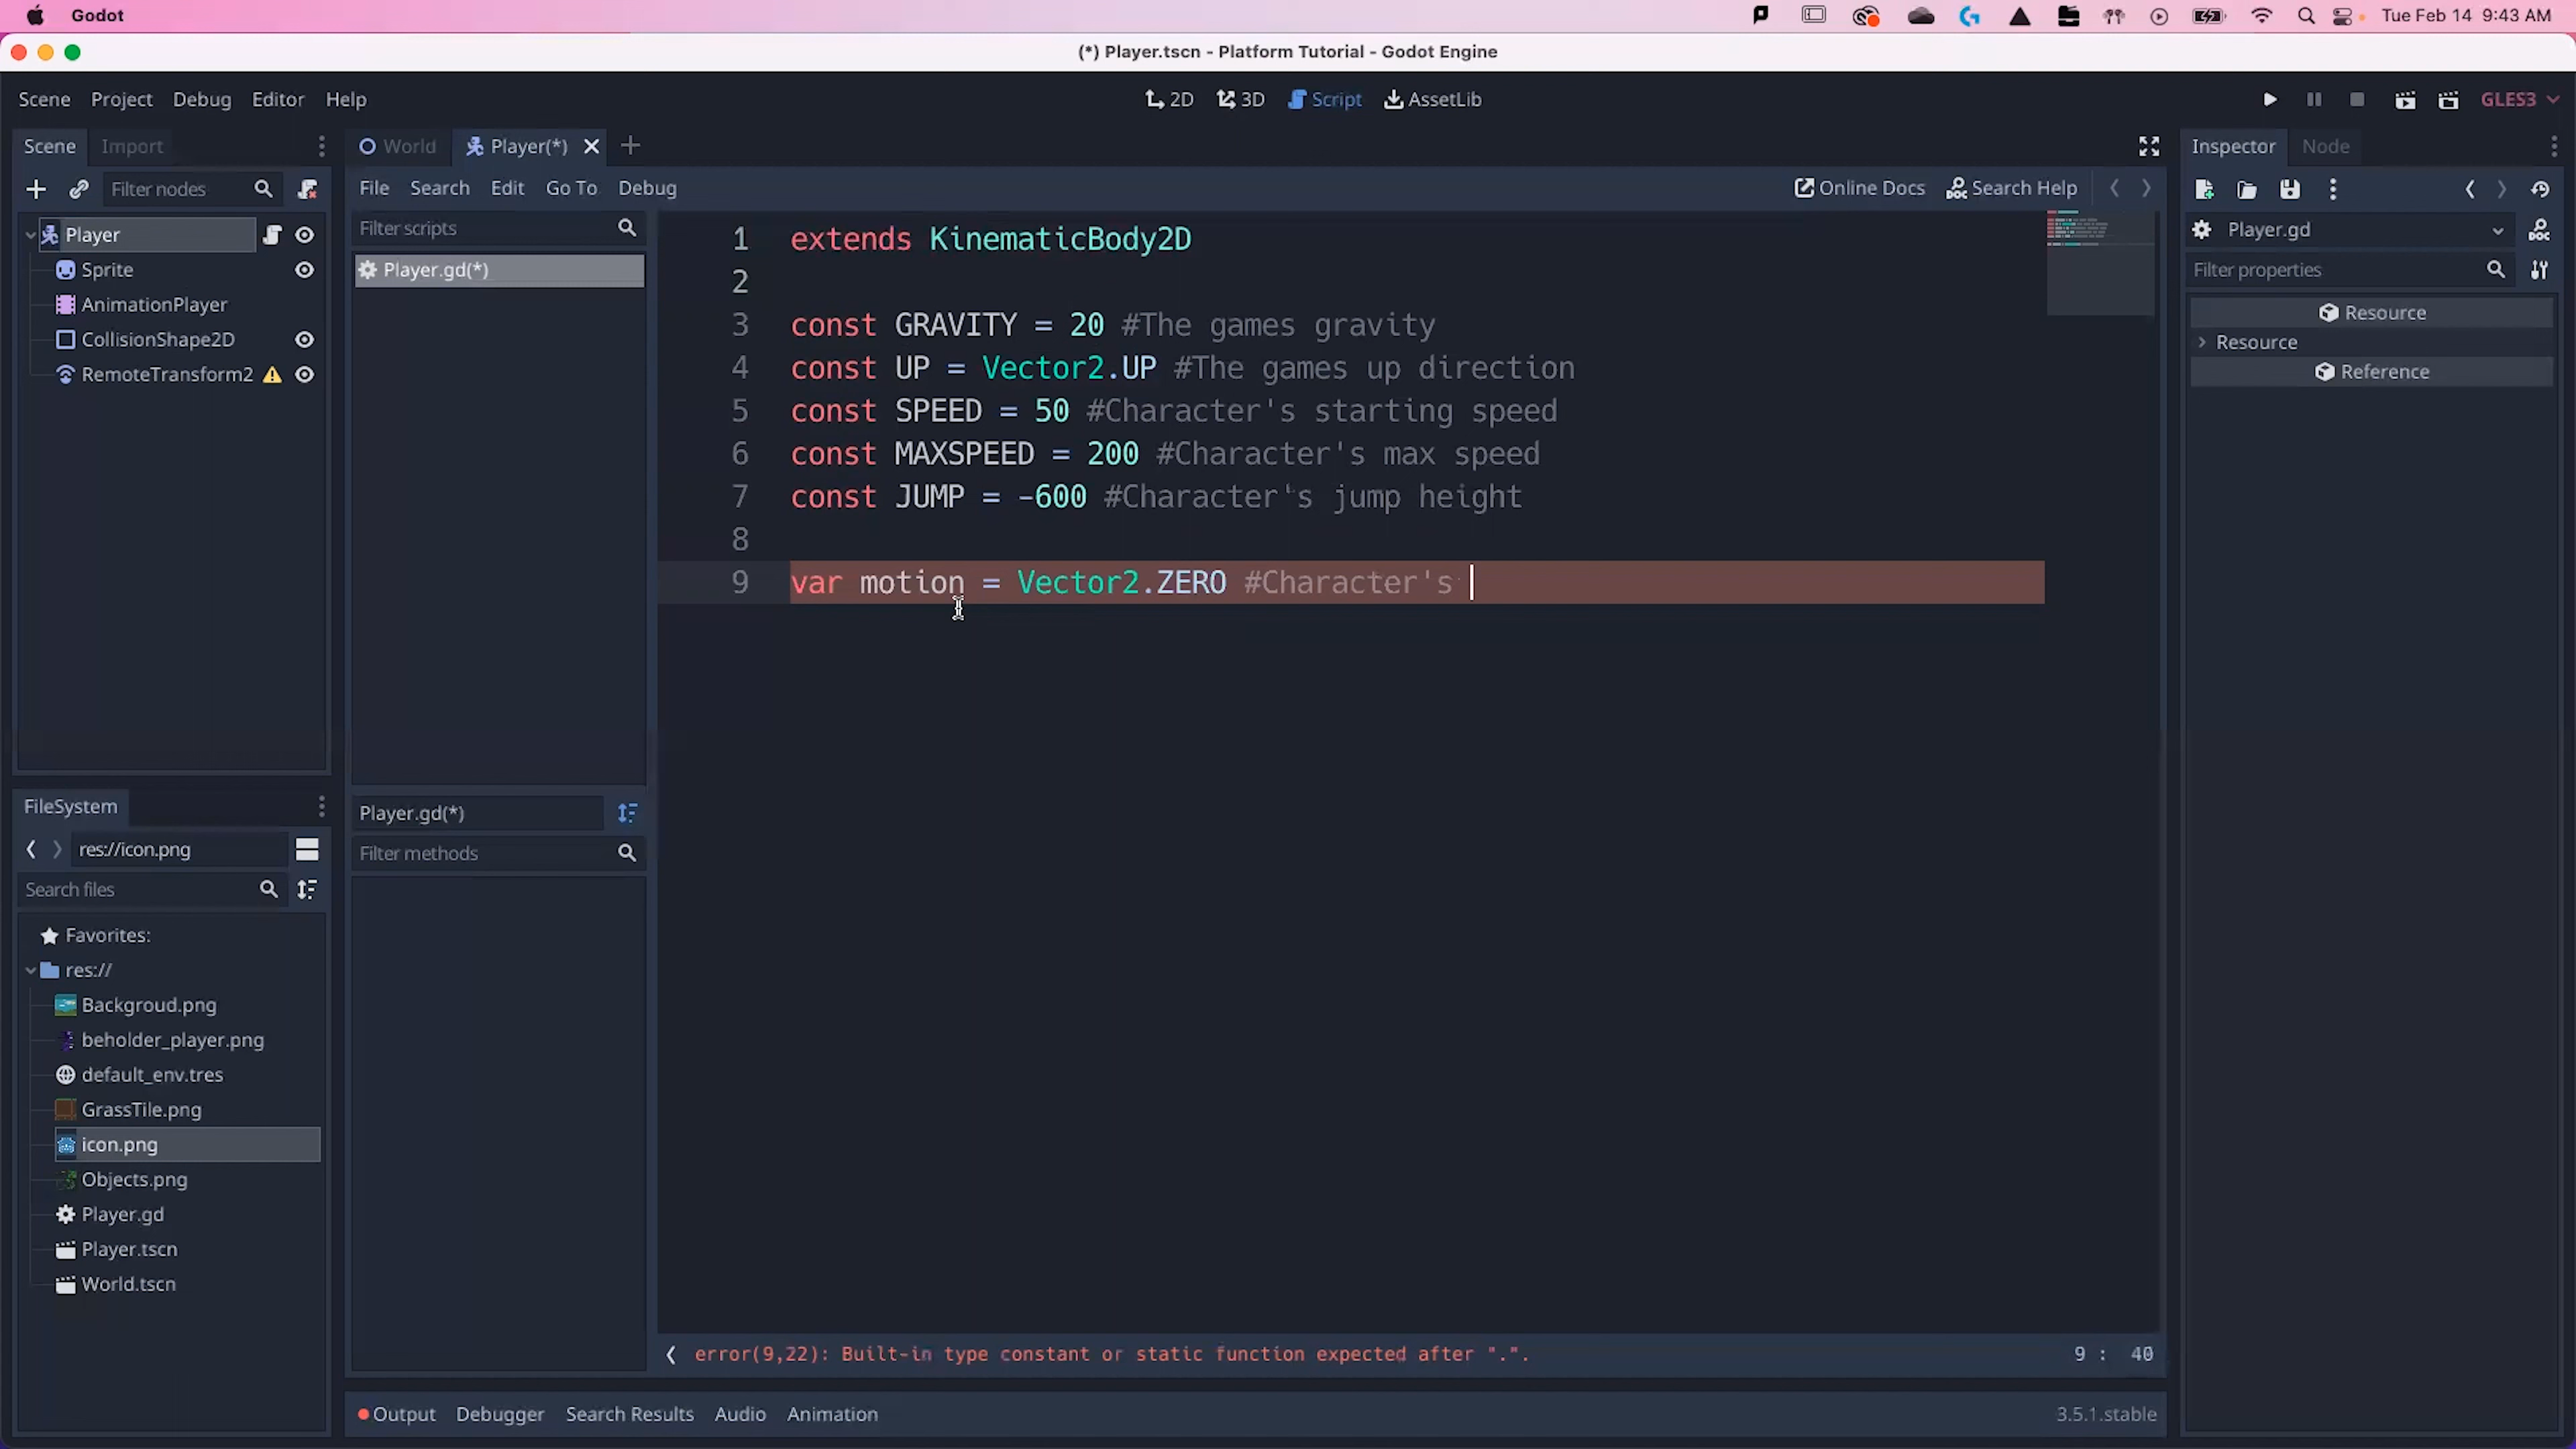 Godot
Tue Feb 14 9:43 AM
(*) Player.tscn - Platform Tutorial - Godot Engine
Scene Project Debug Editor Help
2D 3D Script AssetLib
GLES3
Scene Import
World Player(*)
Inspector Node
Filter nodes
File Search Edit Go To Debug
Online Docs Search Help
Player
Sprite
AnimationPlayer
CollisionShape2D
RemoteTransform2
Filter scripts
Player.gd(*)
1 extends KinematicBody2D
2
3 const GRAVITY = 20 #The games gravity
4 const UP = Vector2.UP #The games up direction
5 const SPEED = 50 #Character's starting speed
6 const MAXSPEED = 200 #Character's max speed
7 const JUMP = -600 #Character's jump height
8
9 var motion = Vector2.ZERO #Character's
Player.gd
Filter properties
Resource
Resource
Reference
FileSystem
res://icon.png
Search files
Favorites:
res://
Backgroud.png
beholder_player.png
default_env.tres
GrassTile.png
icon.png
Objects.png
Player.gd
Player.tscn
World.tscn
Player.gd(*)
Filter methods
error(9,22): Built-in type constant or static function expected after ".".
9 : 40
Output Debugger Search Results Audio Animation
3.5.1.stable